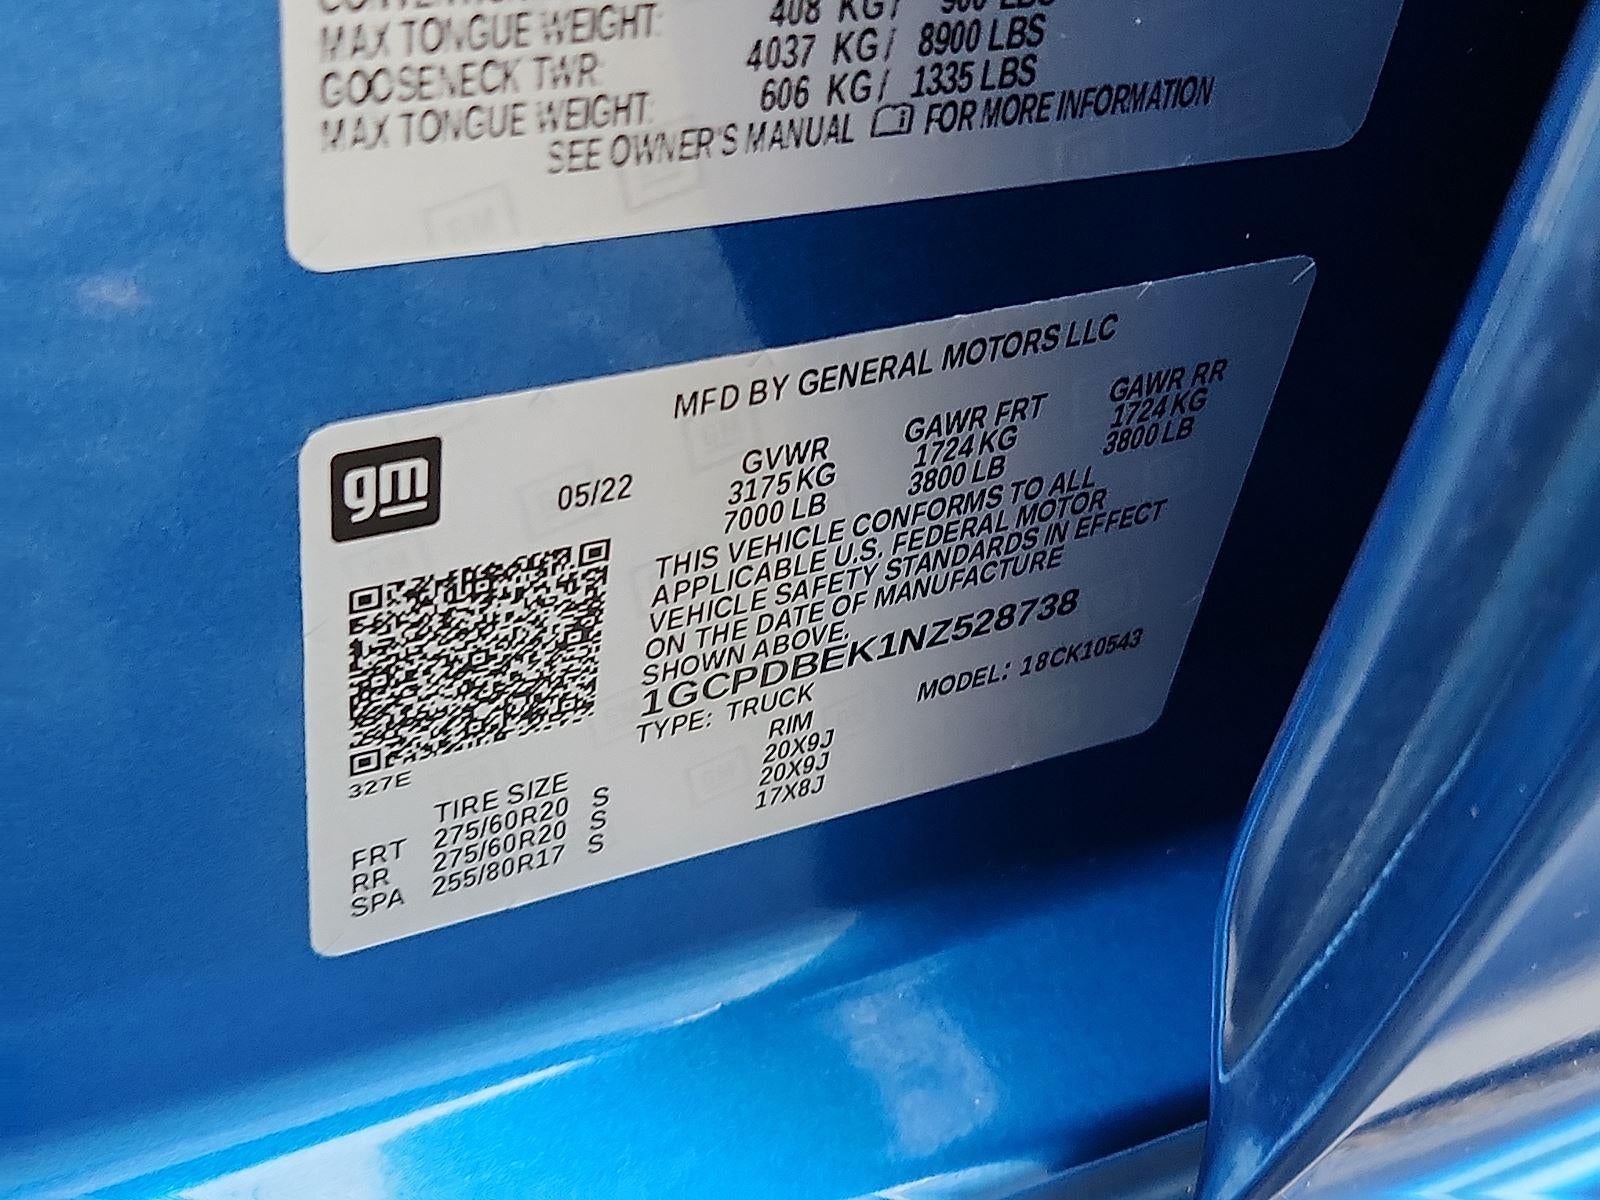 MAX TONGUE WEIGHT: 408 KG/ 900 LBS
GOOSENECK TWR: 4037 KG/ 8900 LBS
MAX TONGUE WEIGHT: 606 KG/ 1335 LBS
SEE OWNER'S MANUAL FOR MORE INFORMATION
MFD BY GENERAL MOTORS LLC
gm
05/22
GVWR GAWR FRT GAWR RR
3175 KG 1724 KG 1724 KG
7000 LB 3800 LB 3800 LB
THIS VEHICLE CONFORMS TO ALL
APPLICABLE U.S. FEDERAL MOTOR
VEHICLE SAFETY STANDARDS IN EFFECT
ON THE DATE OF MANUFACTURE
SHOWN ABOVE.
1GCPDBEK1NZ528738
TYPE: TRUCK MODEL: 18CK10543
327E
TIRE SIZE RIM
FRT 275/60R20 S 20X9J
RR 275/60R20 S 20X9J
SPA 255/80R17 S 17X8J